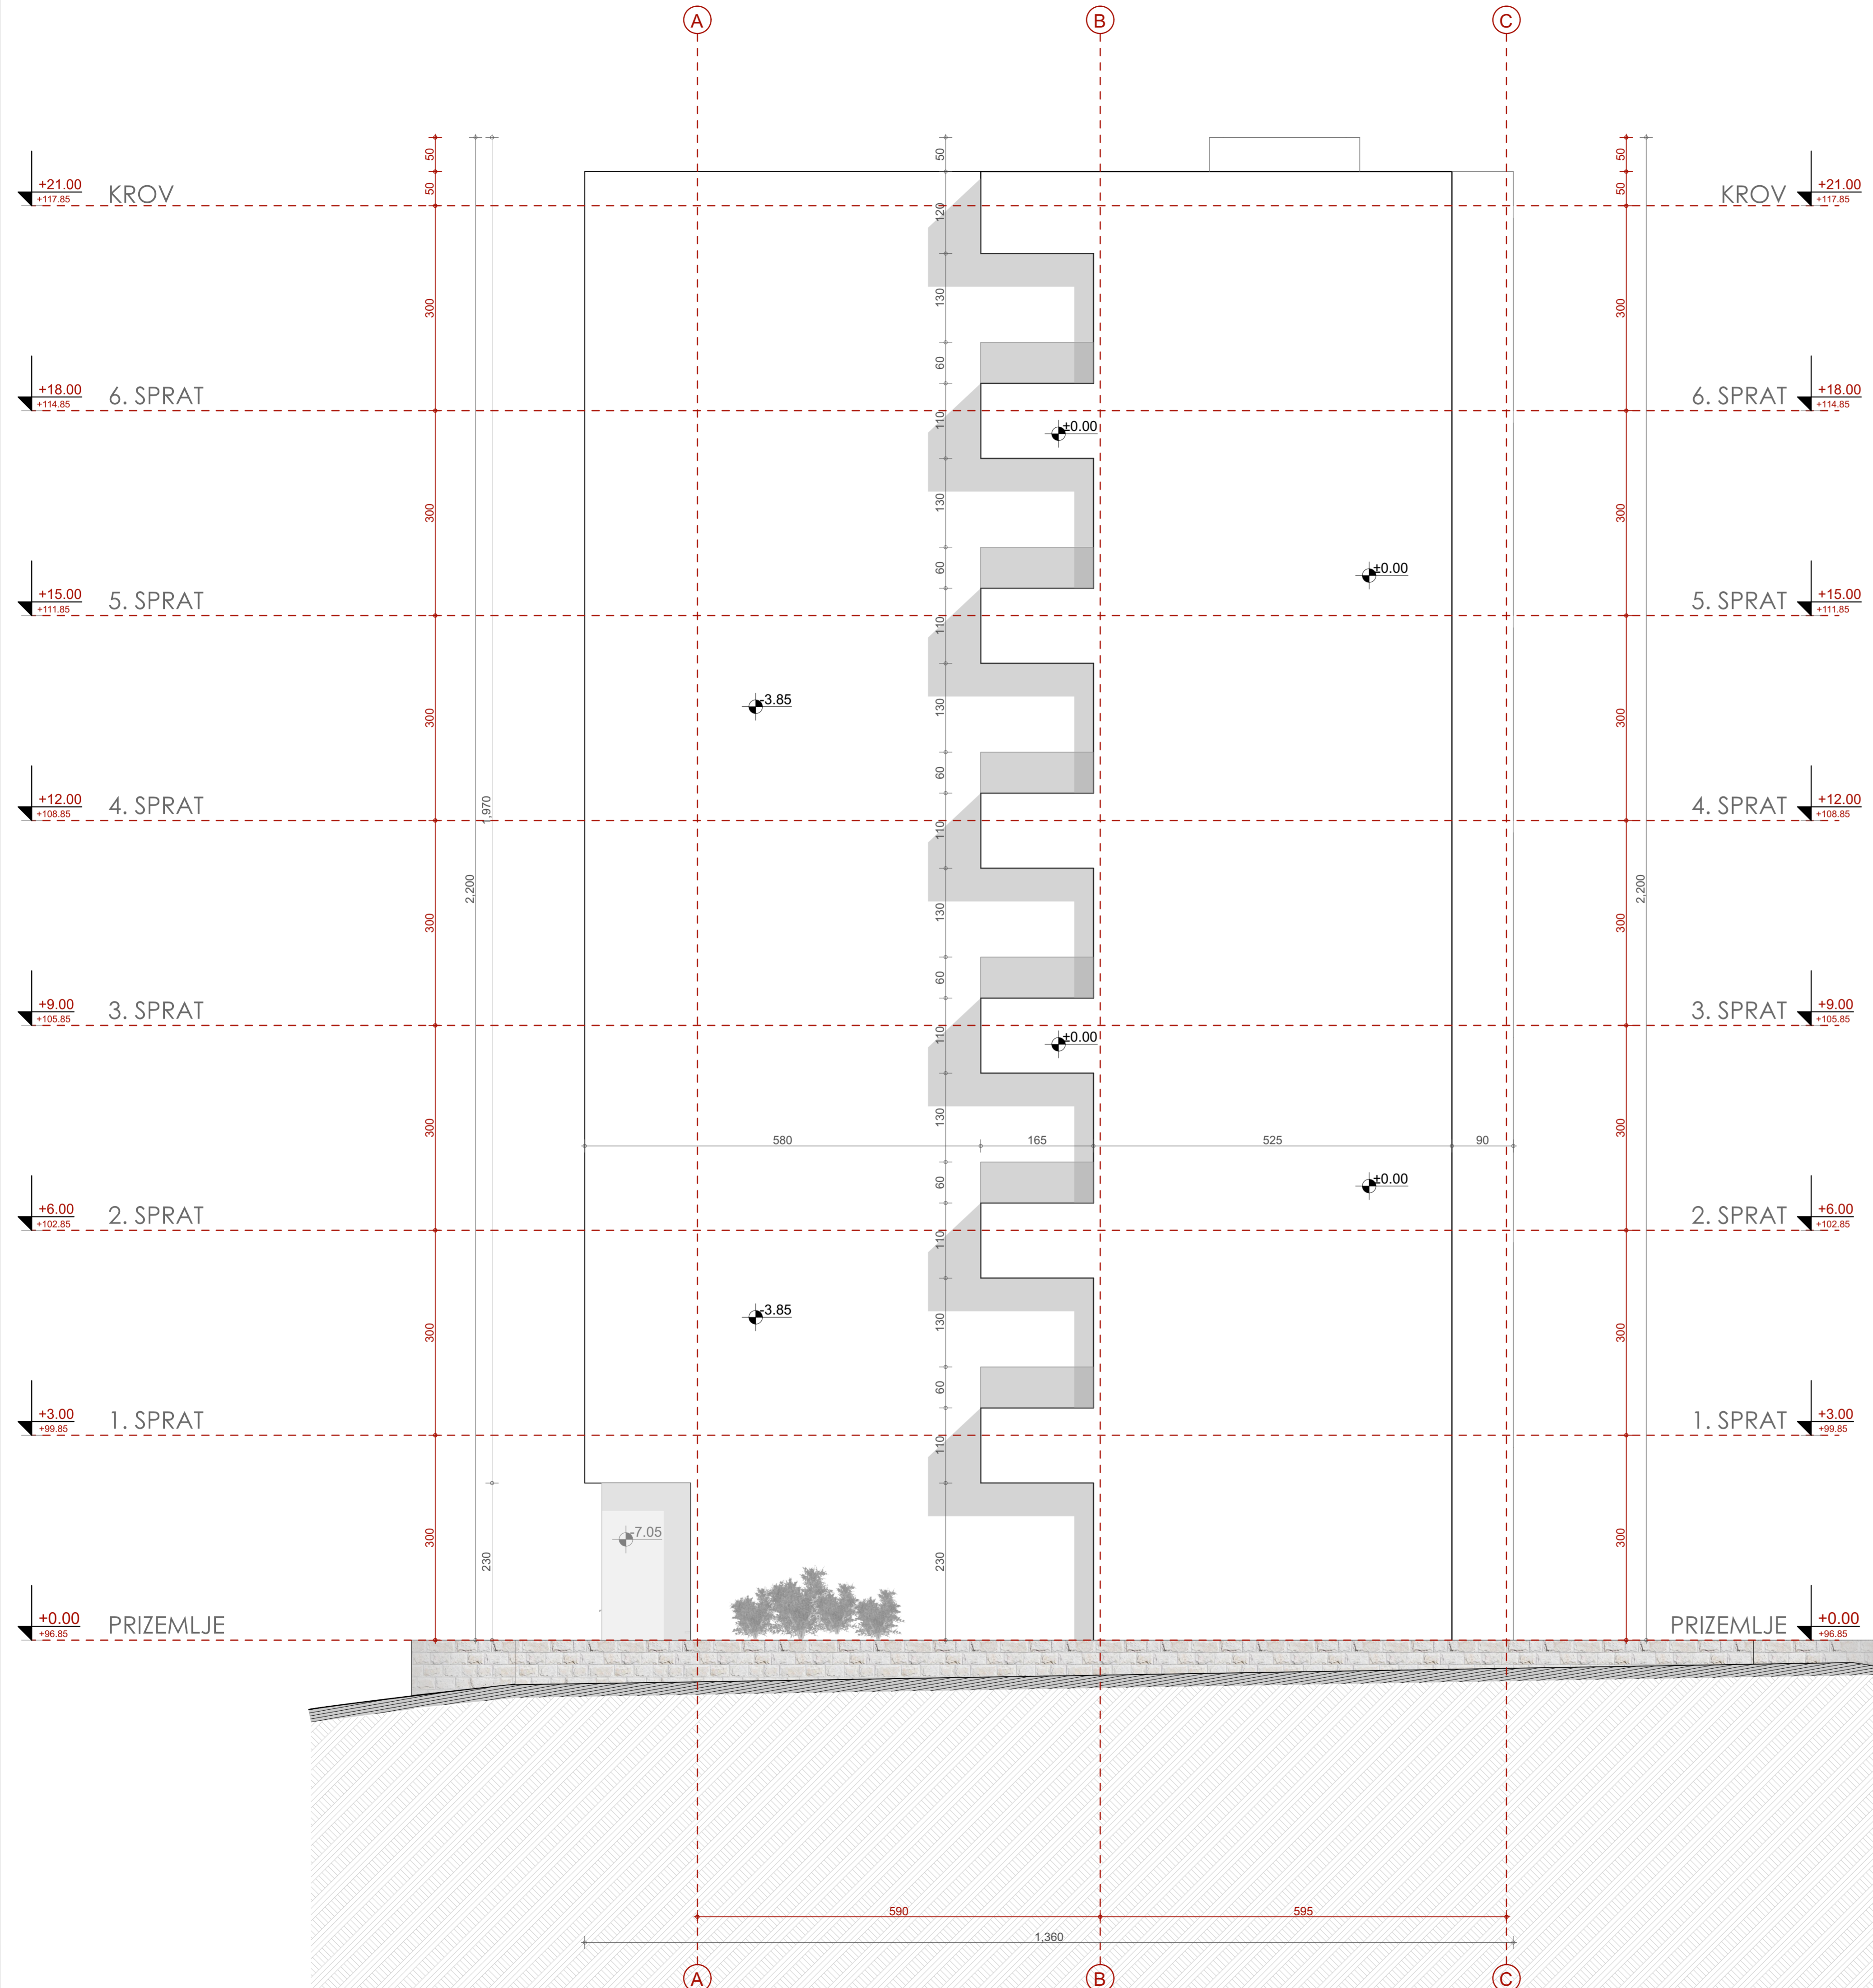 A B C
50 50 50
+21.00 KROV 50 50 KROV +21.00
+117.85 +117.85
120
300 130 300
60
+18.00 6. SPRAT 6. SPRAT +18.00
+114.85 +114.85
110 ±0.00
300 130 300
60 ±0.00
+15.00 5. SPRAT 5. SPRAT +15.00
+111.85 +111.85
110
-3.85
300 130 300
60
+12.00 4. SPRAT 1,970 4. SPRAT +12.00
+108.85 +108.85
110
2,200 2,200
300 130 300
60
+9.00 3. SPRAT 3. SPRAT +9.00
+105.85 +105.85
110 ±0.00
300 130 300
580 165 525 90
60 ±0.00
+6.00 2. SPRAT 2. SPRAT +6.00
+102.85 +102.85
110
-3.85
300 130 300
60
+3.00 1. SPRAT 1. SPRAT +3.00
+99.85 +99.85
110
-7.05
300 230 230 300
+0.00 PRIZEMLJE PRIZEMLJE +0.00
+96.85 +96.85
590 595
1,360
A B C